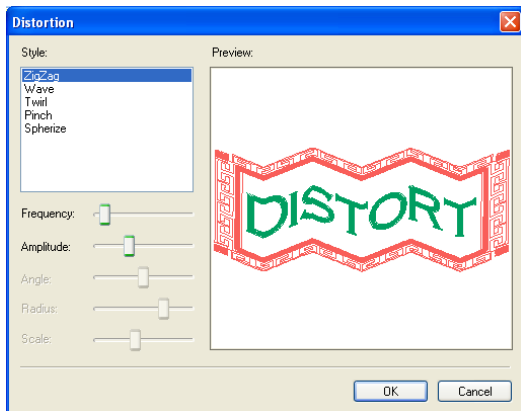 Distortion
Style:
ZigZag
Wave
Twirl
Pinch
Spherize
Frequency:
Amplitude:
Angle:
Radius:
Scale:
Preview:
DISTORT
OK
Cancel